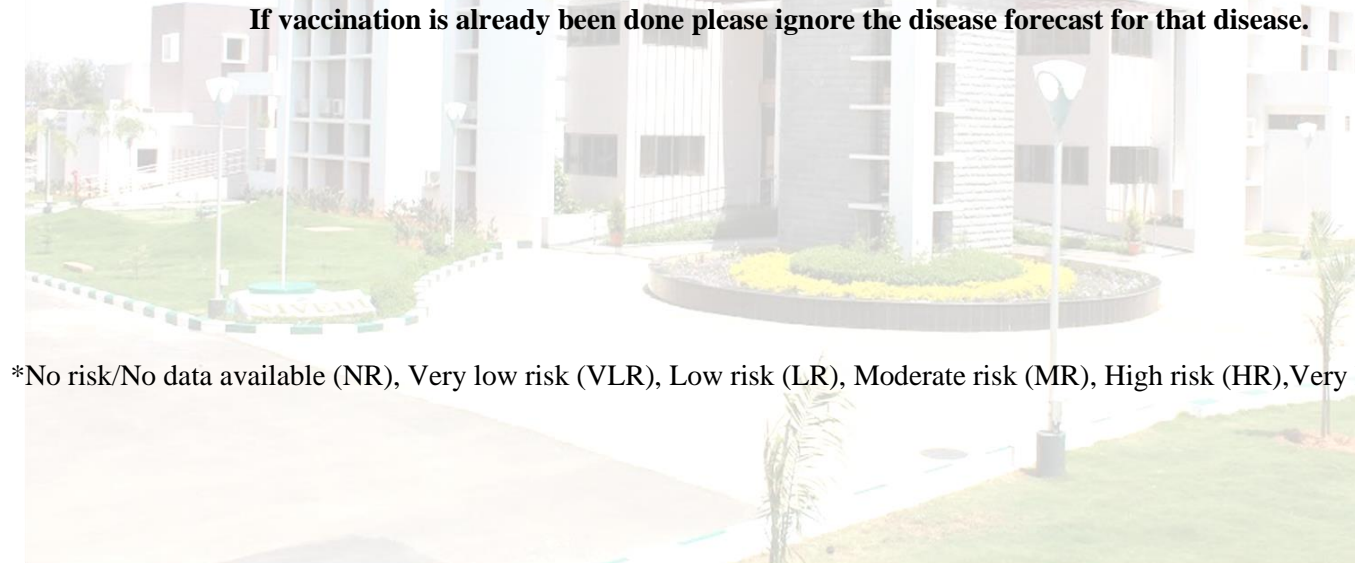 If vaccination is already been done please ignore the disease forecast for that disease.
NIVEDI
*No risk/No data available (NR), Very low risk (VLR), Low risk (LR), Moderate risk (MR), High risk (HR),Very